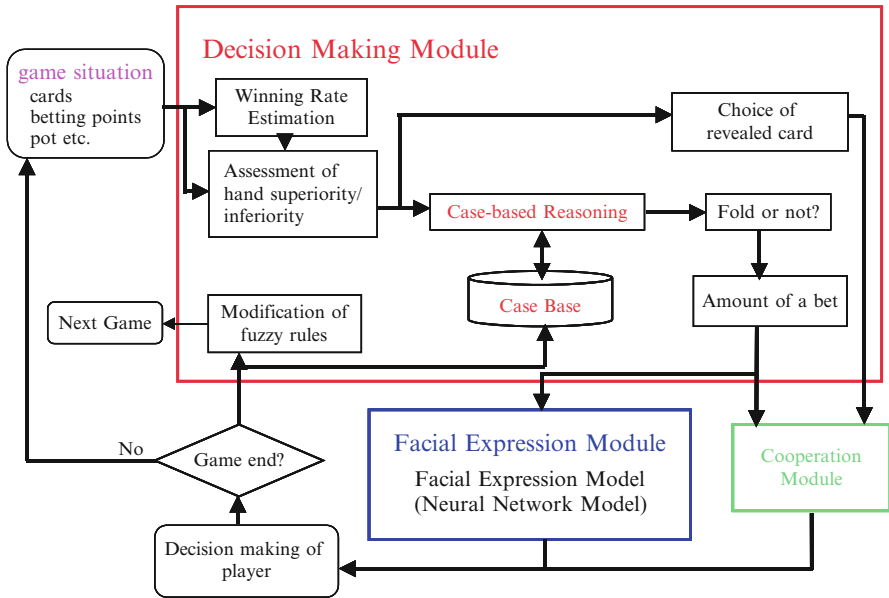 Decision Making Module
game situation
cards
betting points
pot etc.
Winning Rate
Estimation
Choice of
revealed card
Assessment of
hand superiority/
inferiority
Case-based Reasoning
Fold or not?
Case Base
Amount of a bet
Next Game
Modification of
fuzzy rules
No
Game end?
Facial Expression Module
Facial Expression Model
(Neural Network Model)
Cooperation
Module
Decision making of
player